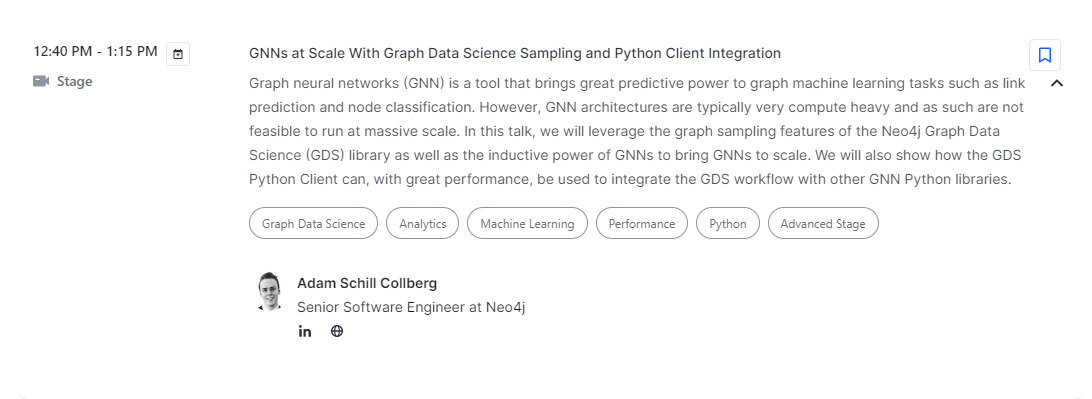 12:40 PM - 1:15 PM
Stage
GNNs at Scale With Graph Data Science Sampling and Python Client Integration
Graph neural networks (GNN) is a tool that brings great predictive power to graph machine learning tasks such as link
prediction and node classification. However, GNN architectures are typically very compute heavy and as such are not
feasible to run at massive scale. In this talk, we will leverage the graph sampling features of the Neo4j Graph Data
Science (GDS) library as well as the inductive power of GNNs to bring GNNs to scale. We will also show how the GDS
Python Client can, with great performance, be used to integrate the GDS workflow with other GNN Python libraries.
Graph Data Science Analytics Machine Learning Performance Python Advanced Stage
Adam Schill Collberg
Senior Software Engineer at Neo4j
in